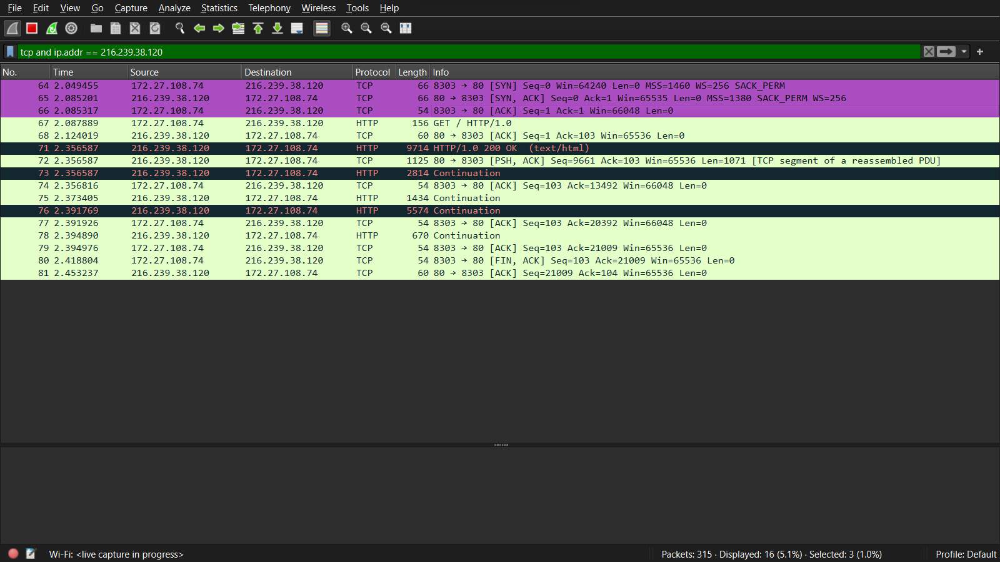 File Edit View Go Capture Analyze Statistics Telephony Wireless Tools Help
tcp and ip.addr == 216.239.38.120
No. Time Source Destination Protocol Length Info
64 2.049455 172.27.108.74 216.239.38.120 TCP 66 8303 → 80 [SYN] Seq=0 Win=64240 Len=0 MSS=1460 WS=256 SACK_PERM
65 2.085201 216.239.38.120 172.27.108.74 TCP 66 80 → 8303 [SYN, ACK] Seq=0 Ack=1 Win=65535 Len=0 MSS=1380 SACK_PERM WS=256
66 2.085317 172.27.108.74 216.239.38.120 TCP 54 8303 → 80 [ACK] Seq=1 Ack=1 Win=66048 Len=0
67 2.087889 172.27.108.74 216.239.38.120 HTTP 156 GET / HTTP/1.0
68 2.124019 216.239.38.120 172.27.108.74 TCP 60 80 → 8303 [ACK] Seq=1 Ack=103 Win=65536 Len=0
71 2.356587 216.239.38.120 172.27.108.74 HTTP 9714 HTTP/1.0 200 OK (text/html)
72 2.356587 216.239.38.120 172.27.108.74 TCP 1125 80 → 8303 [PSH, ACK] Seq=9661 Ack=103 Win=65536 Len=1071 [TCP segment of a reassembled PDU]
73 2.356587 216.239.38.120 172.27.108.74 HTTP 2814 Continuation
74 2.356816 172.27.108.74 216.239.38.120 TCP 54 8303 → 80 [ACK] Seq=103 Ack=13492 Win=66048 Len=0
75 2.373405 216.239.38.120 172.27.108.74 HTTP 1434 Continuation
76 2.391769 216.239.38.120 172.27.108.74 HTTP 5574 Continuation
77 2.391926 172.27.108.74 216.239.38.120 TCP 54 8303 → 80 [ACK] Seq=103 Ack=20392 Win=66048 Len=0
78 2.394890 216.239.38.120 172.27.108.74 HTTP 670 Continuation
79 2.394976 172.27.108.74 216.239.38.120 TCP 54 8303 → 80 [ACK] Seq=103 Ack=21009 Win=65536 Len=0
80 2.418804 172.27.108.74 216.239.38.120 TCP 54 8303 → 80 [FIN, ACK] Seq=103 Ack=21009 Win=65536 Len=0
81 2.453237 216.239.38.120 172.27.108.74 TCP 60 80 → 8303 [ACK] Seq=21009 Ack=104 Win=65536 Len=0
Wi-Fi: <live capture in progress> Packets: 315 · Displayed: 16 (5.1%) · Selected: 3 (1.0%) Profile: Default